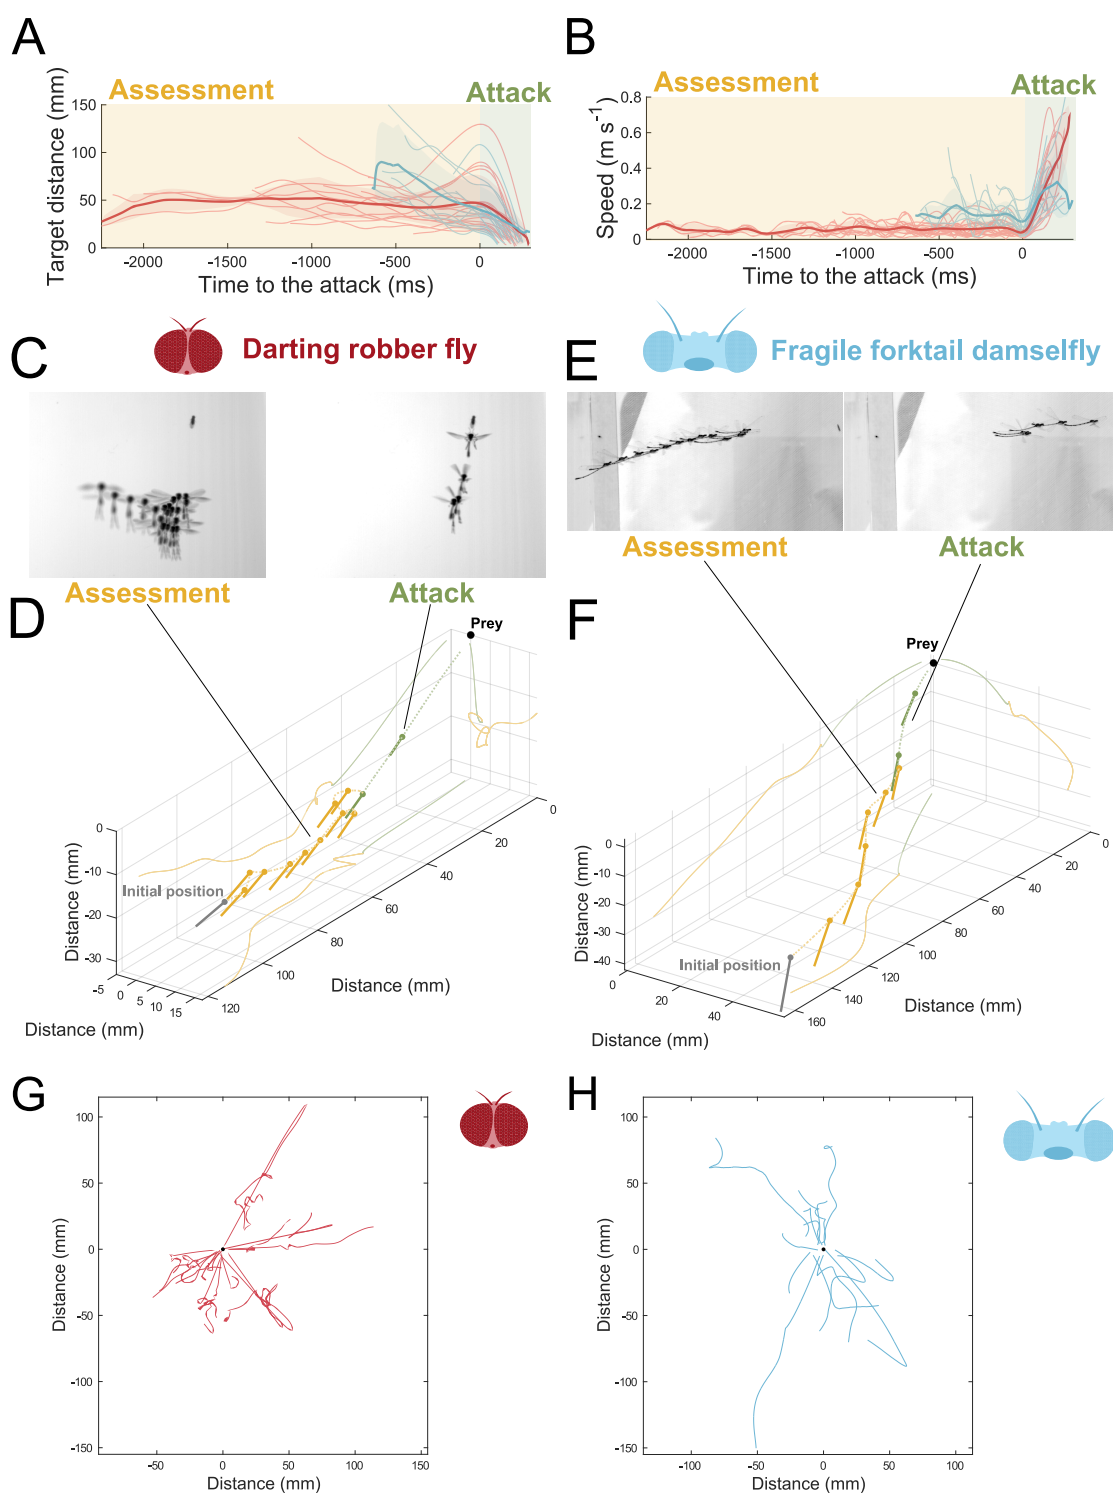 A
B
Assessment
Attack
Target distance (mm)
150
100
50
0
-2000
-1500
-1000
-500
0
Time to the attack (ms)
Assessment
Attack
Speed (m s-1)
0.8
0.6
0.4
0.2
0
-2000
-1500
-1000
-500
0
Time to the attack (ms)
C
Darting robber fly
E
Fragile forktail damselfly
Assessment
Attack
Assessment
Attack
D
Prey
Initial position
Distance (mm)
0
-10
-20
-30
-5
0
5
10
15
Distance (mm)
120
100
80
60
40
20
0
Distance (mm)
F
Prey
Initial position
Distance (mm)
0
-10
-20
-30
-40
0
20
40
Distance (mm)
160
140
120
100
80
60
40
20
0
Distance (mm)
G
Distance (mm)
100
50
0
-50
-100
-150
-50
0
50
100
150
Distance (mm)
H
Distance (mm)
100
50
0
-50
-100
-150
-100
-50
0
50
100
Distance (mm)